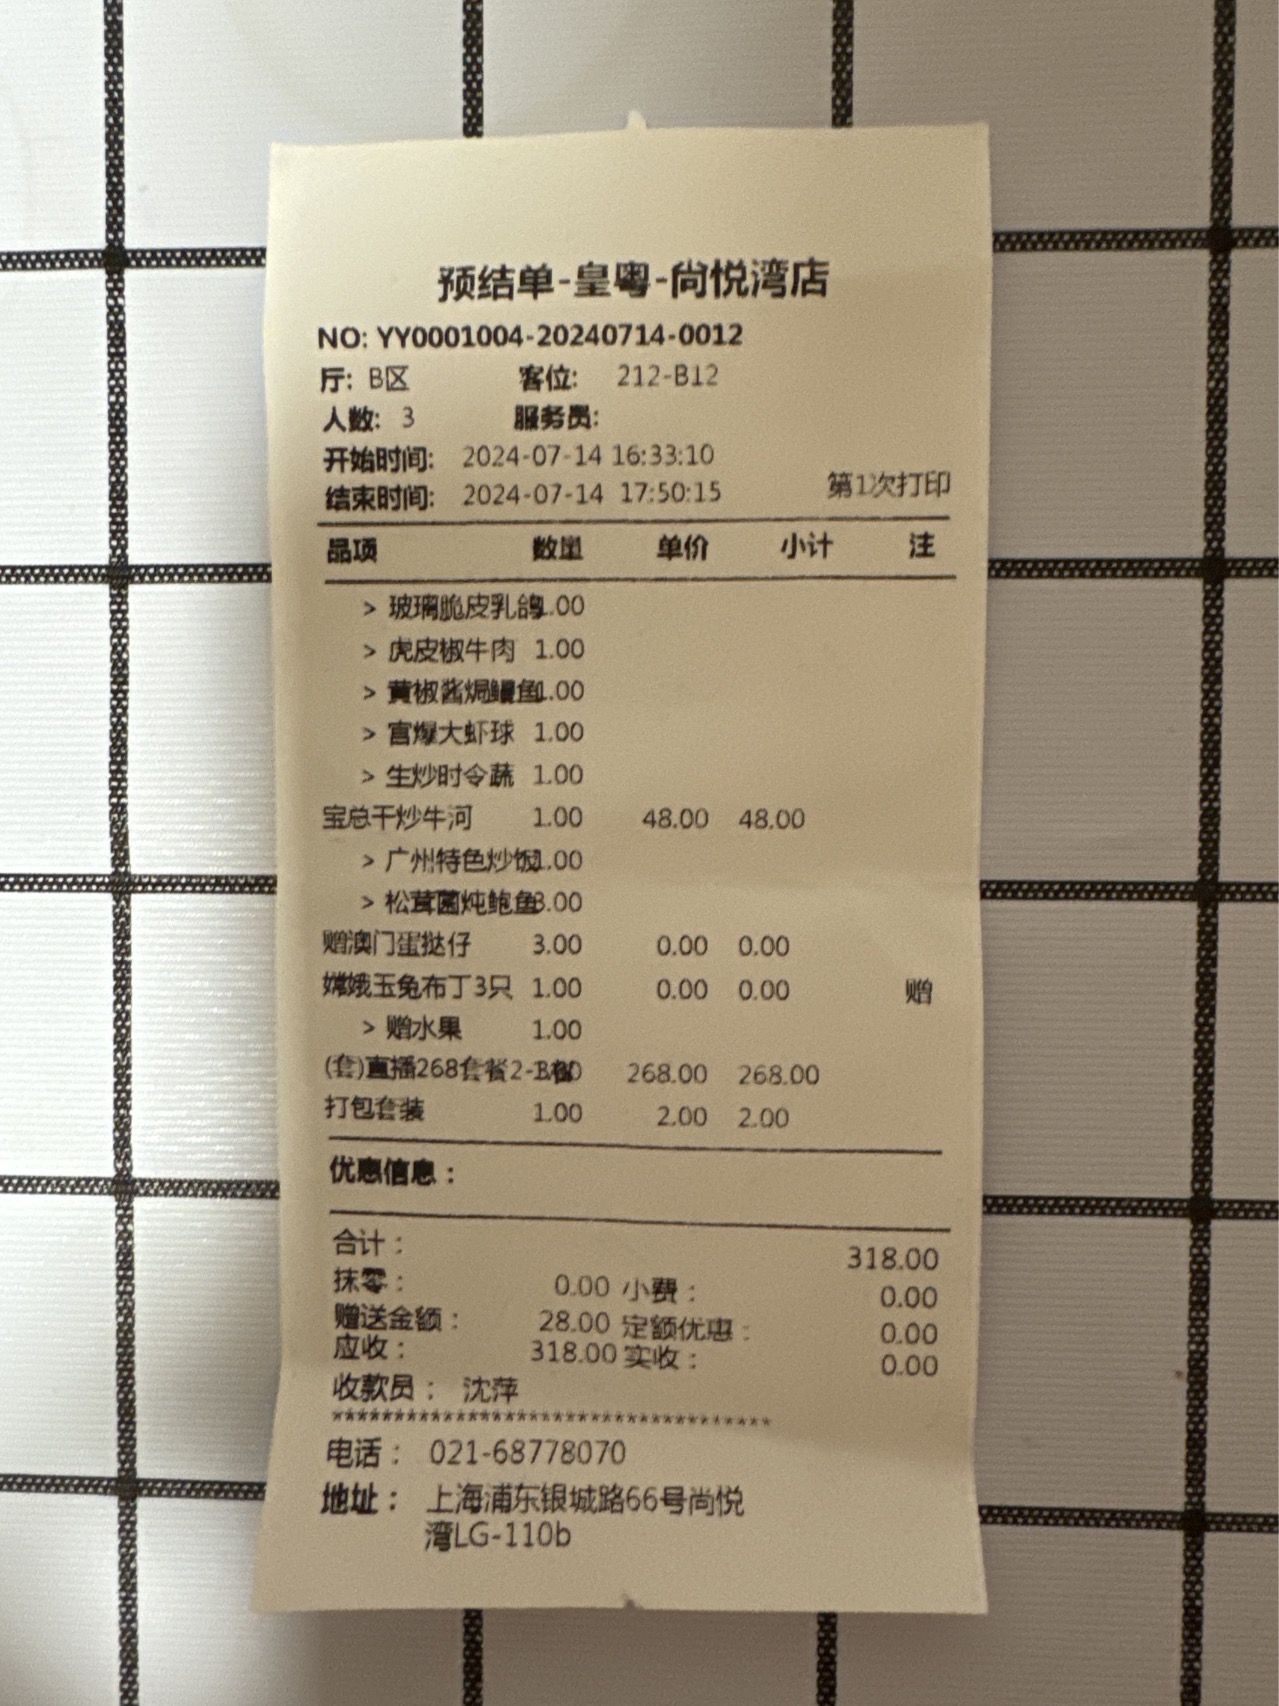 预结单-皇粤-尚悦湾店
NO: YY0001004-20240714-0012
厅: B区 客位: 212-B12
人数: 3 服务员:
开始时间: 2024-07-14 16:33:10
结束时间: 2024-07-14 17:50:15 第1次打印
品项 数量 单价 小计 注
> 玻璃脆皮乳鸽1.00
> 虎皮椒牛肉 1.00
> 黄椒酱焗鳗鱼1.00
> 宫爆大虾球 1.00
> 生炒时令蔬 1.00
宝总干炒牛河 1.00 48.00 48.00
> 广州特色炒饭1.00
> 松茸菌炖鲍鱼3.00
赠澳门蛋挞仔 3.00 0.00 0.00
嫦娥玉兔布丁3只 1.00 0.00 0.00 赠
> 赠水果 1.00
(套)直播268套餐2- 268.00 268.00
打包套装 1.00 2.00 2.00
优惠信息：
合计： 318.00
抹零： 0.00 小费： 0.00
赠送金额： 28.00 定额优惠： 0.00
应收： 318.00 实收： 0.00
收款员： 沈萍
************************************
电话： 021-68778070
地址： 上海浦东银城路66号尚悦
湾LG-110b